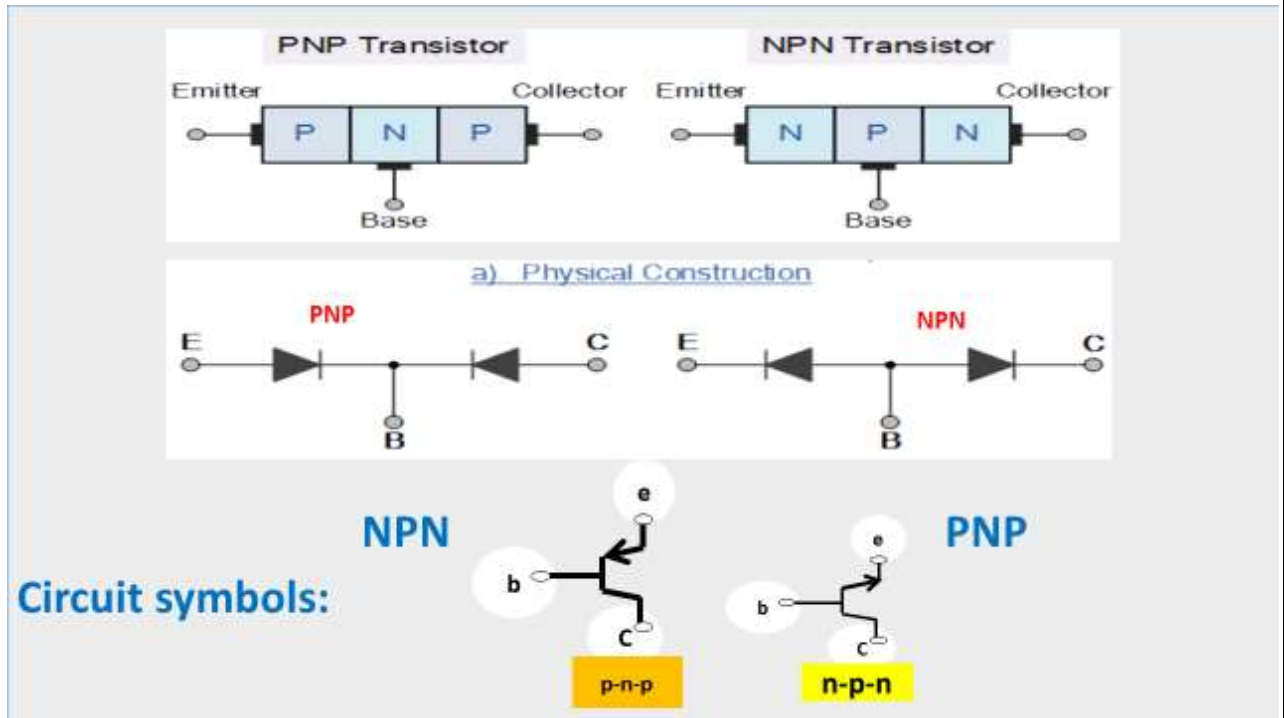 PNP Transistor
NPN Transistor
Emitter
Collector
Emitter
Collector
P N P
N P N
Base
Base
a). Physical Construction
PNP
NPN
E
C
E
C
B
B
e
NPN
PNP
e
b
Circuit symbols:
b
C
C
p-n-p
n-p-n